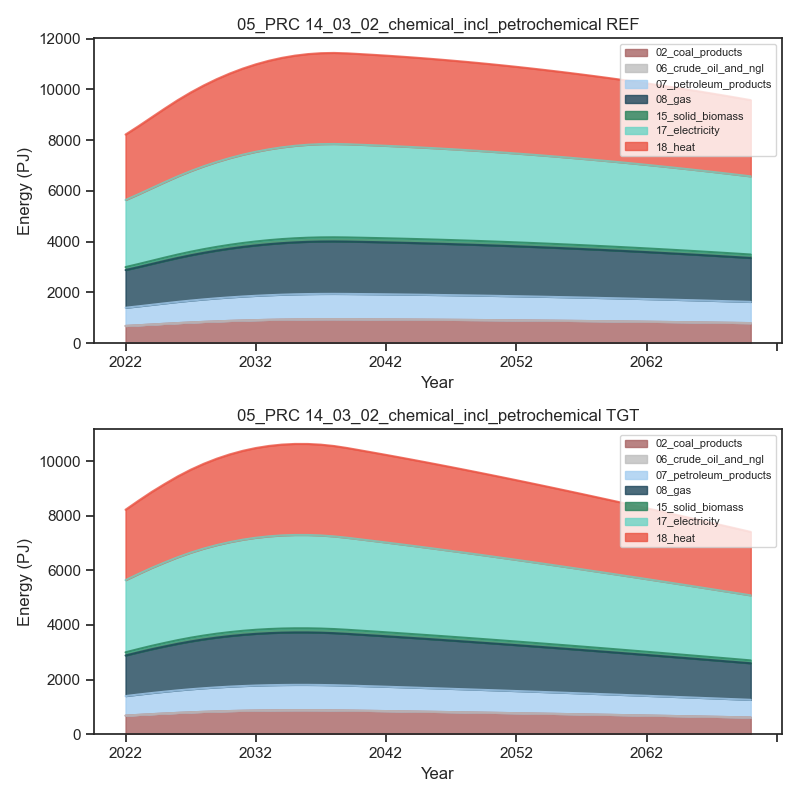 05_PRC 14_03_02_chemical_incl_petrochemical REF
12000
10000
8000
6000
4000
2000
0
Energy (PJ)
02_coal_products
06_crude_oil_and_ngl
07_petroleum_products
08_gas
15_solid_biomass
17_electricity
18_heat
2022 2032 2042 2052 2062
Year
05_PRC 14_03_02_chemical_incl_petrochemical TGT
10000
8000
6000
4000
2000
0
Energy (PJ)
02_coal_products
06_crude_oil_and_ngl
07_petroleum_products
08_gas
15_solid_biomass
17_electricity
18_heat
2022 2032 2042 2052 2062
Year